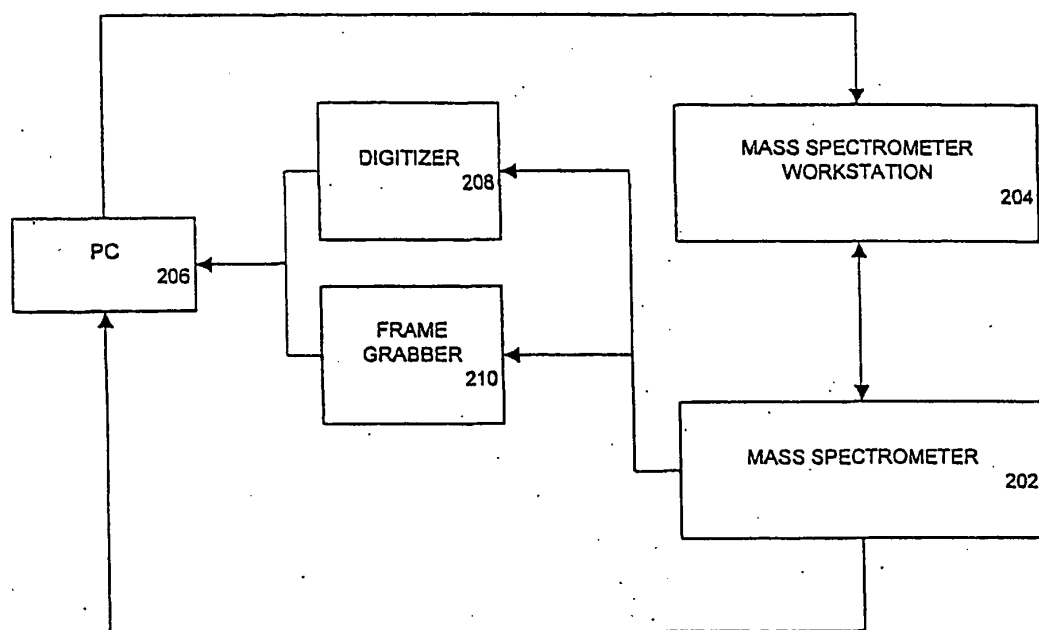 DIGITIZER
208
MASS SPECTROMETER
WORKSTATION
204
PC
206
FRAME
GRABBER
210
MASS SPECTROMETER
202